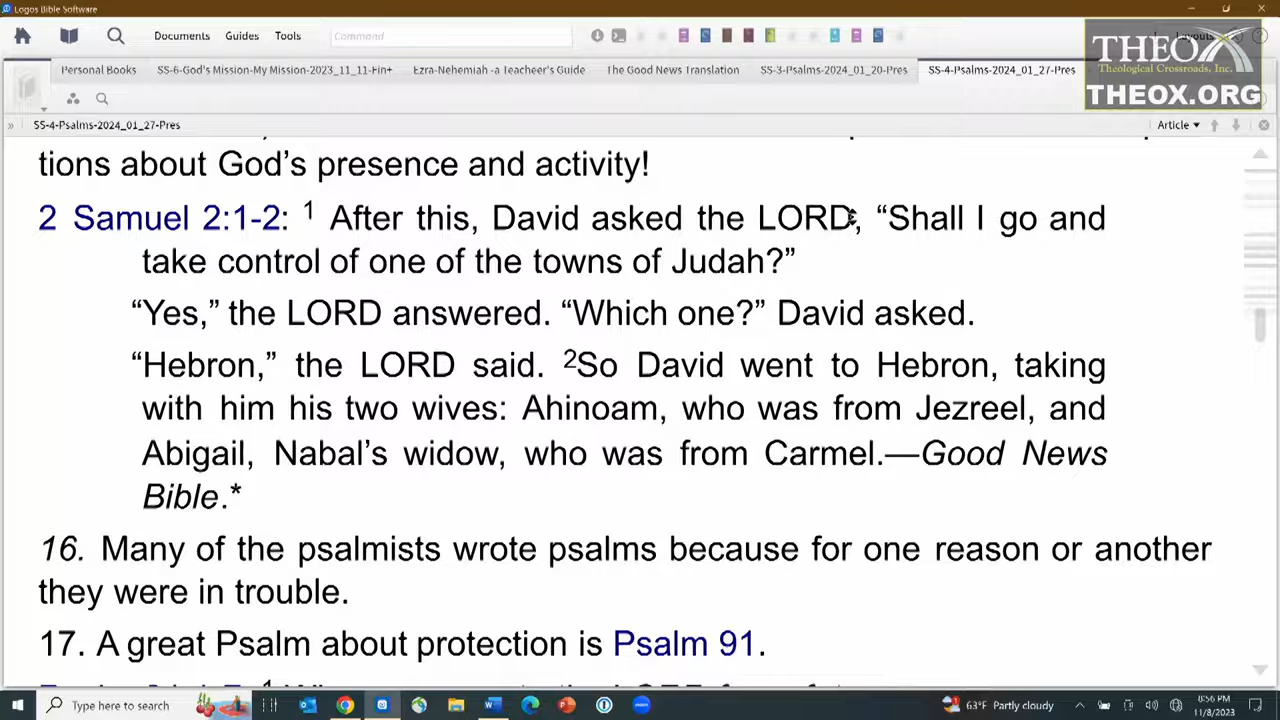 Logos Bible Software
Documents Guides Tools Command
THEOX
Theological Crossroads, Inc.
THEOX.ORG
Personal Books SS-6-God's Mission-My Mission-2023_11_11-Fin+ The Good News Translation SS-3-Psalms-2024_01_20-Pres SS-4-Psalms-2024_01_27-Pres
SS-4-Psalms-2024_01_27-Pres Article
tions about God's presence and activity!
2 Samuel 2:1-2: 1 After this, David asked the LORD, “Shall I go and
take control of one of the towns of Judah?”
“Yes,” the LORD answered. “Which one?” David asked.
“Hebron,” the LORD said. 2So David went to Hebron, taking
with him his two wives: Ahinoam, who was from Jezreel, and
Abigail, Nabal’s widow, who was from Carmel.—Good News
Bible.*
16. Many of the psalmists wrote psalms because for one reason or another
they were in trouble.
17. A great Psalm about protection is Psalm 91.
Type here to search 63°F Partly cloudy 8:56 PM
11/8/2023